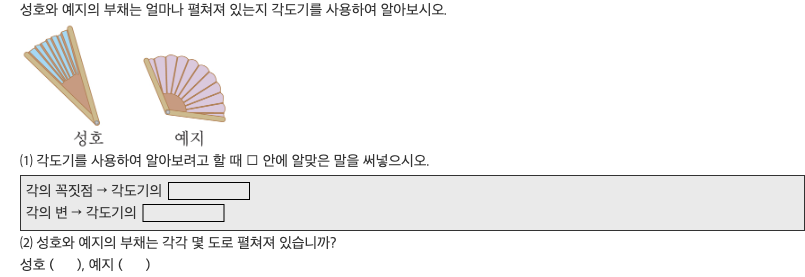 성호와 예지의 부채는 얼마나 펼쳐져 있는지 각도기를 사용하여 알아보시오.
성호 예지
⑴ 각도기를 사용하여 알아보려고 할 때 □ 안에 알맞은 말을 써넣으시오.
각의 꼭짓점 → 각도기의
각의 변 → 각도기의
⑵ 성호와 예지의 부채는 각각 몇 도로 펼쳐져 있습니까?
성호 (      ), 예지 (      )